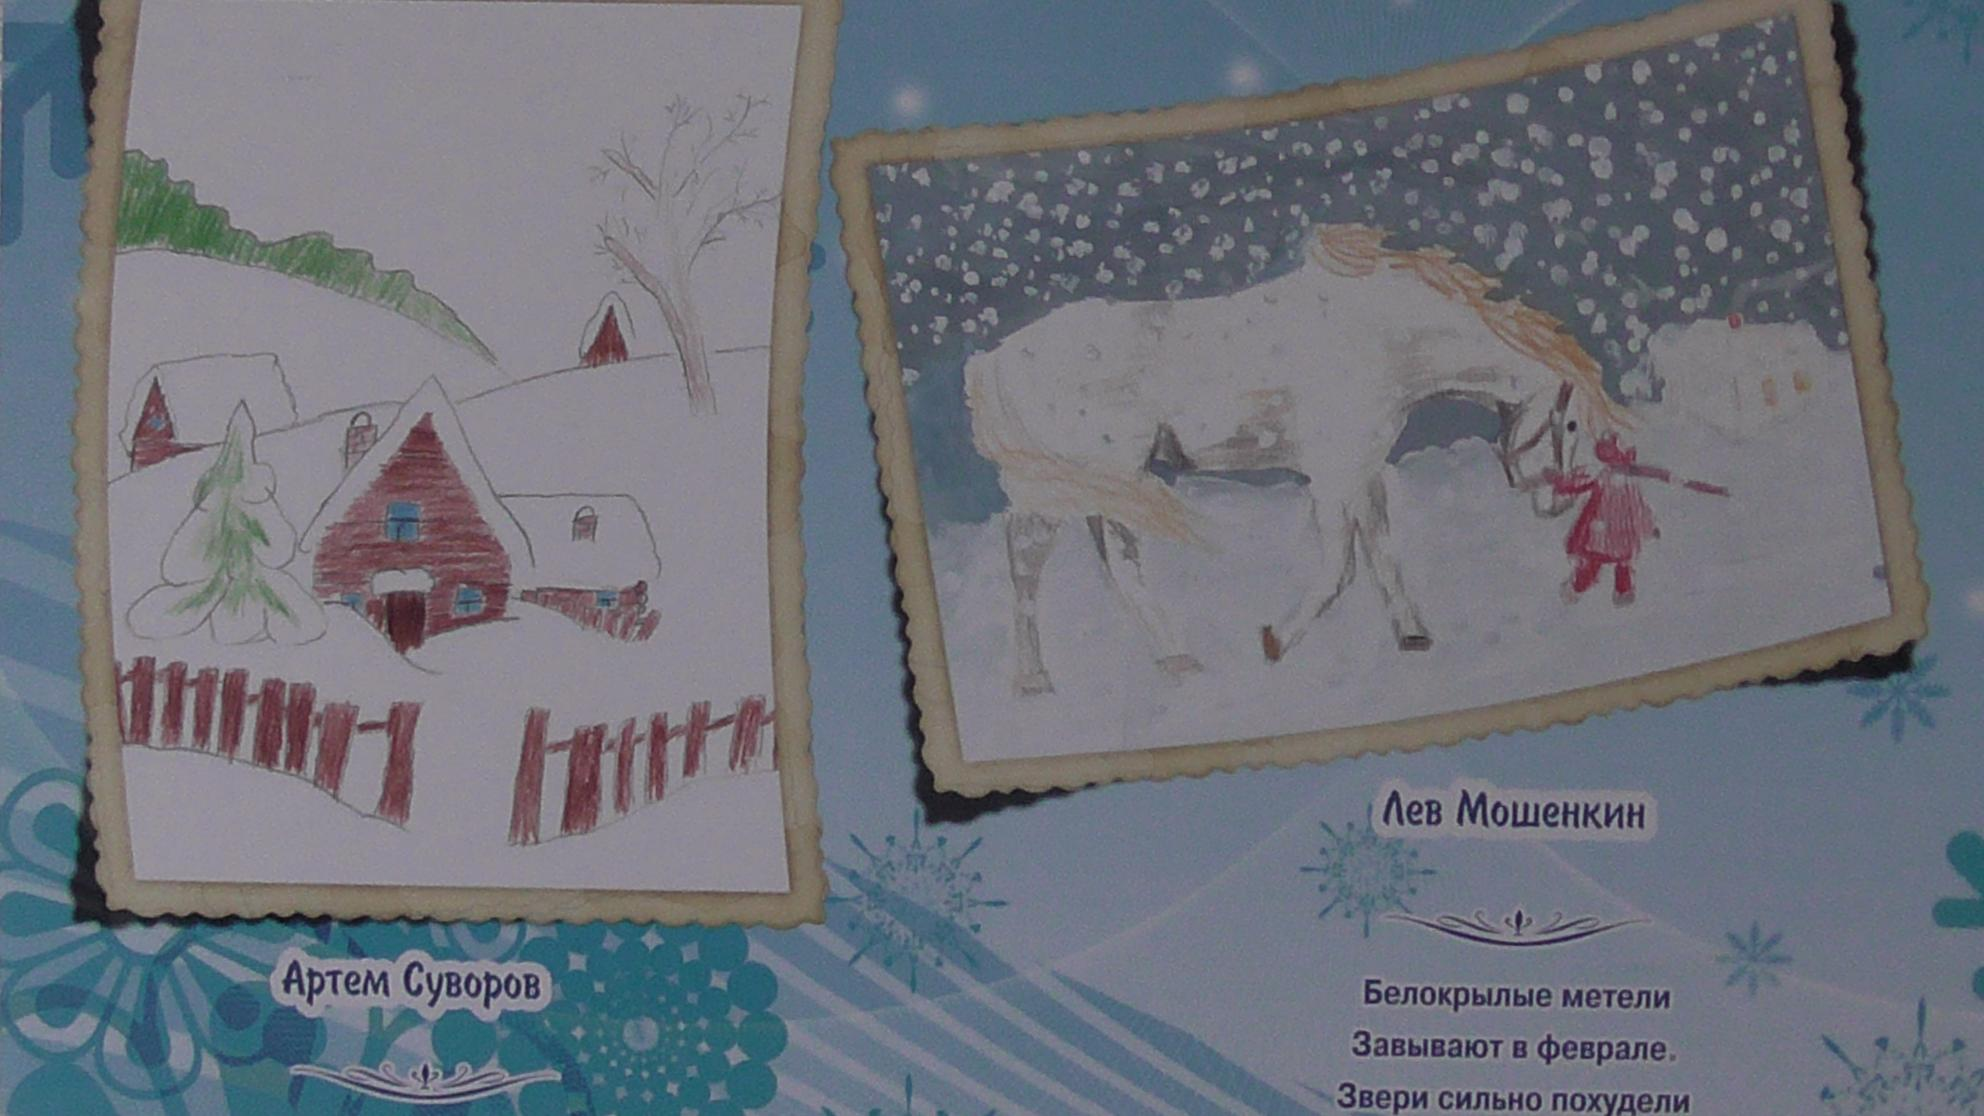 Артем Суворов
Лев Мошенкин
Белокрылые метели
Завывают в феврале.
Звери сильно похудели